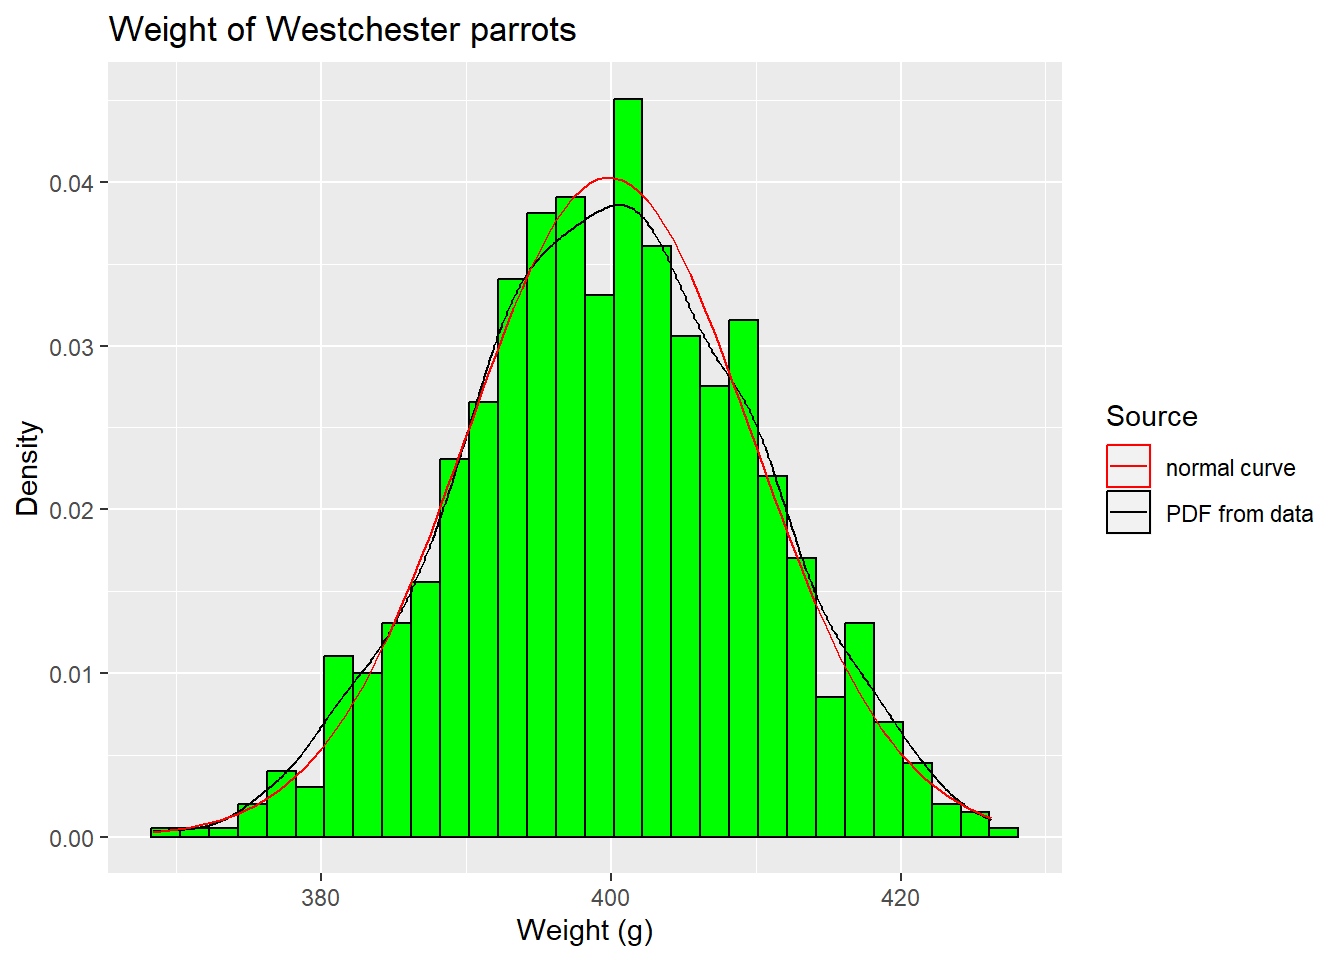 Weight of Westchester parrots
0.04
0.03
0.02
0.01
0.00
Density
380
400
420
Weight (g)
Source
normal curve
PDF from data